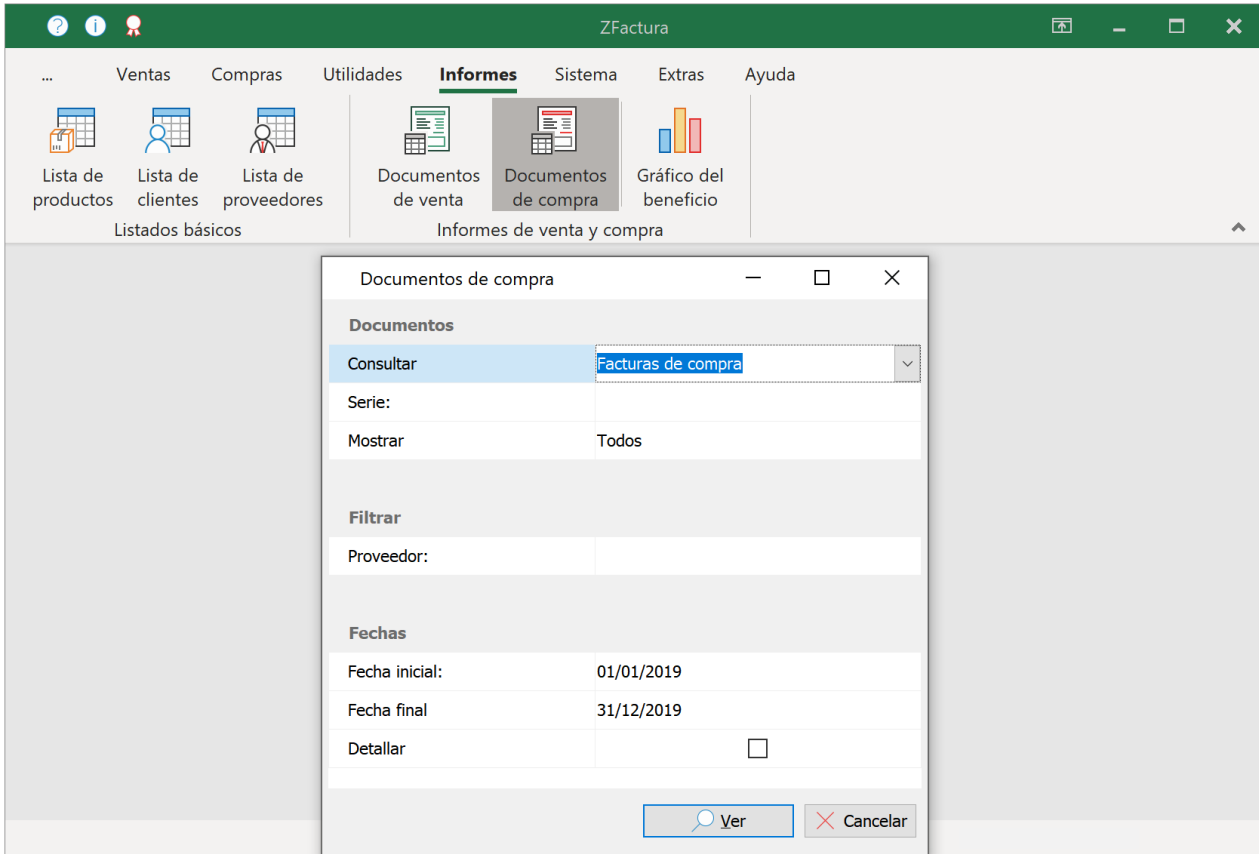 ZFactura
... Ventas Compras Utilidades Informes Sistema Extras Ayuda
Lista de productos
Lista de clientes
Lista de proveedores
Documentos de venta
Documentos de compra
Gráfico del beneficio
Listados básicos
Informes de venta y compra
Documentos de compra
Documentos
Consultar Facturas de compra
Serie:
Mostrar Todos
Filtrar
Proveedor:
Fechas
Fecha inicial: 01/01/2019
Fecha final 31/12/2019
Detallar
Ver Cancelar